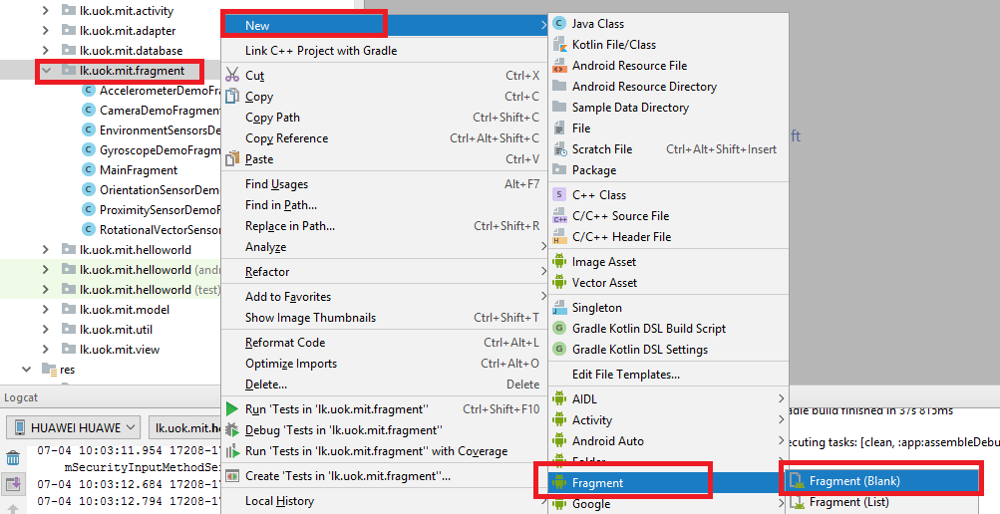 lk.uok.mit.activity
lk.uok.mit.adapter
lk.uok.mit.database
lk.uok.mit.fragment
AccelerometerDemoFra
CameraDemoFragment
EnvironmentSensorsDe
GyroscopeDemoFragm
MainFragment
OrientationSensorDemo
ProximitySensorDemoF
RotationalVectorSensor
lk.uok.mit.helloworld
lk.uok.mit.helloworld (andr
lk.uok.mit.helloworld (test)
lk.uok.mit.model
lk.uok.mit.util
lk.uok.mit.view
res
Logcat
HUAWEI HUAWE
lk.uok.mit.he
07-04 10:03:11.954 17208-17
mSecurityInputMethodSer
07-04 10:03:12.684 17208-17
07-04 10:03:12.794 17208-17
New
Link C++ Project with Gradle
Cut Ctrl+X
Copy Ctrl+C
Copy Path Ctrl+Shift+C
Copy Reference Ctrl+Alt+Shift+C
Paste Ctrl+V
Find Usages Alt+F7
Find in Path...
Replace in Path... Ctrl+Shift+R
Analyze
Refactor
Add to Favorites
Show Image Thumbnails Ctrl+Shift+T
Reformat Code Ctrl+Alt+L
Optimize Imports Ctrl+Alt+O
Delete... Delete
Run 'Tests in 'lk.uok.mit.fragment'' Ctrl+Shift+F10
Debug 'Tests in 'lk.uok.mit.fragment''
Run 'Tests in 'lk.uok.mit.fragment'' with Coverage
Create 'Tests in 'lk.uok.mit.fragment''...
Local History
Java Class
Kotlin File/Class
Android Resource File
Android Resource Directory
Sample Data Directory
File
Scratch File Ctrl+Alt+Shift+Insert
Package
C++ Class
C/C++ Source File
C/C++ Header File
Image Asset
Vector Asset
Singleton
Gradle Kotlin DSL Build Script
Gradle Kotlin DSL Settings
Edit File Templates...
AIDL
Activity
Android Auto
Folder
Fragment
Google
ft
adle build finished in 37s 815ms
ecuting tasks: [clean, :app:assembleDebu
Fragment (Blank)
Fragment (List)